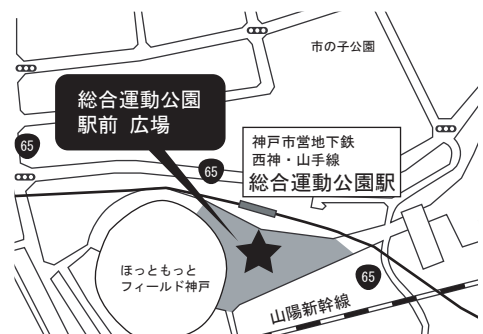 市の子公園
総合運動公園
駅前 広場
65
65
神戸市営地下鉄
西神・山手線
総合運動公園駅
ほっともっと
フィールド神戸
65
山陽新幹線